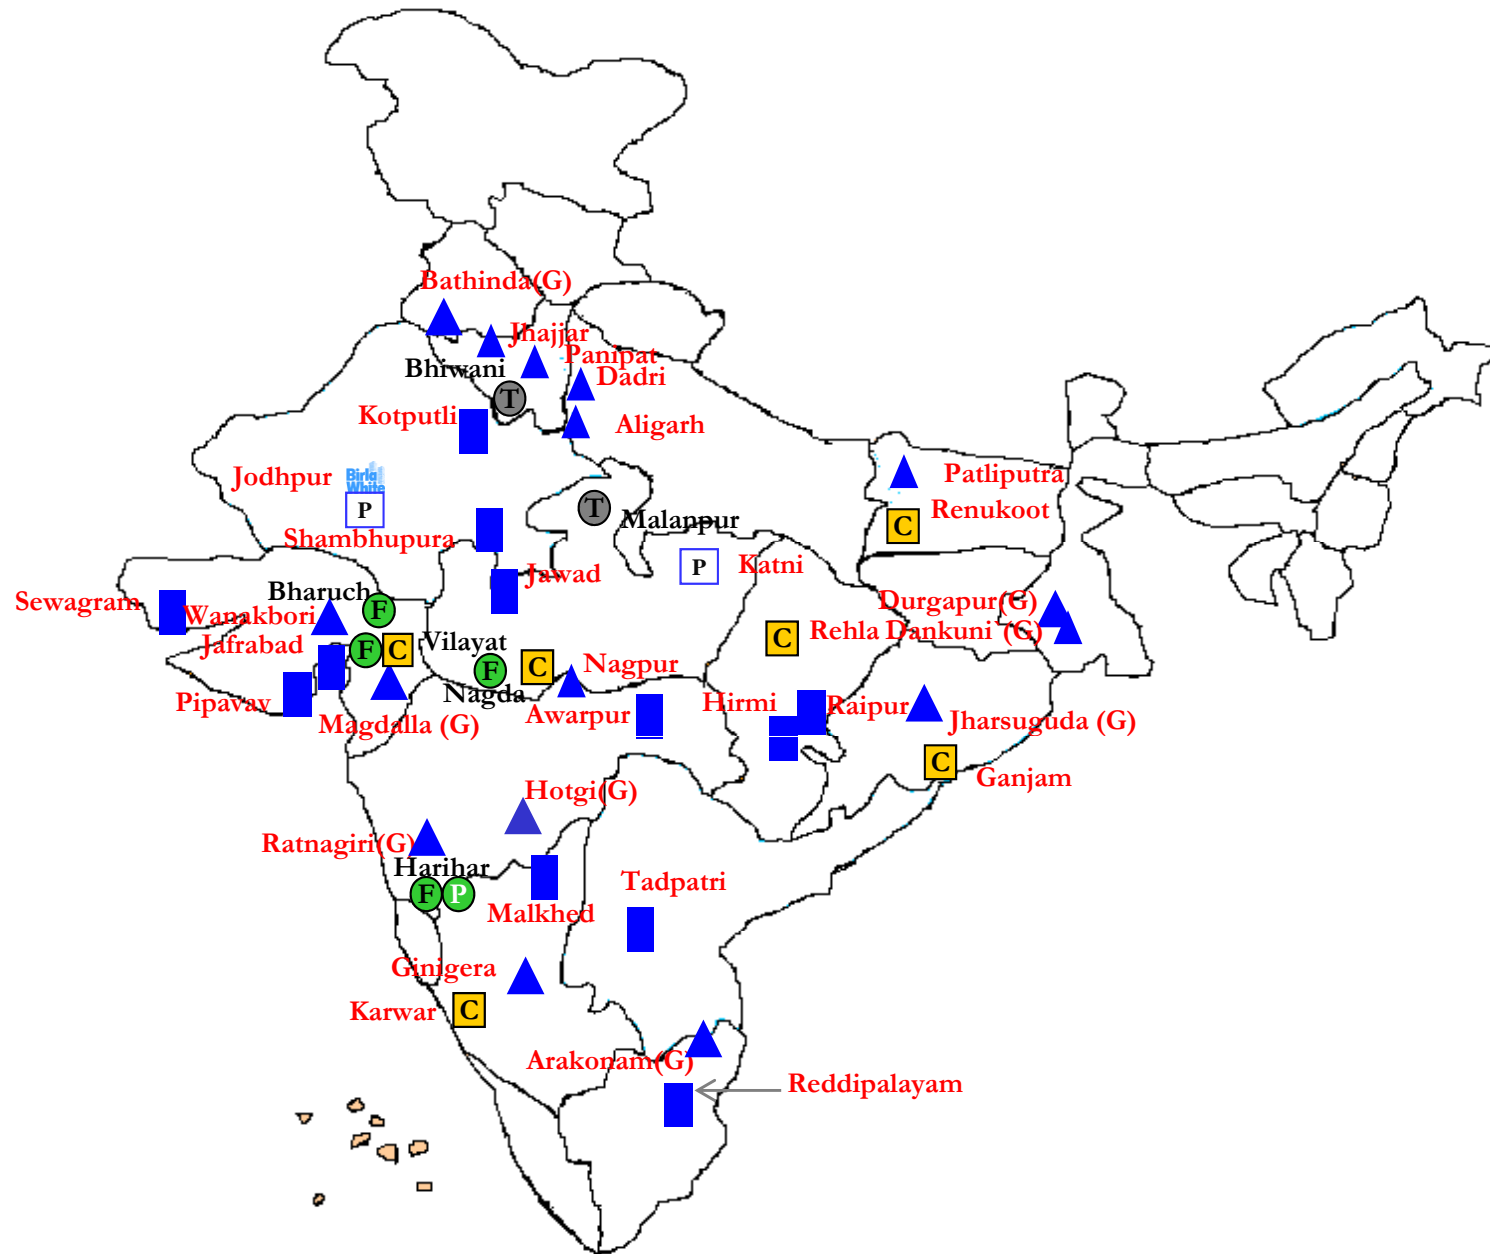 Bathinda(G)
Jhajjar
Panipat
Bhiwani
Dadri
T
Kotputli
Aligarh
Jodhpur
Birla
White
P
Patliputra
Renukoot
C
T
Malanpur
Shambhupura
Katni
P
Jawad
Bharuch
Sewagram
Wanakbori
F
Durgapur(G)
Rehla
Dankuni (G)
C
Jafrabad
F
C
Vilayat
F
C
Nagpur
Nagda
Pipavav
Magdalla (G)
Awarpur
Hirmi
Raipur
Jharsuguda (G)
C
Ganjam
Hotgi(G)
Ratnagiri(G)
Harihar
F
P
Malkhed
Tadpatri
Ginigera
Karwar
C
Arakonam(G)
Reddipalayam